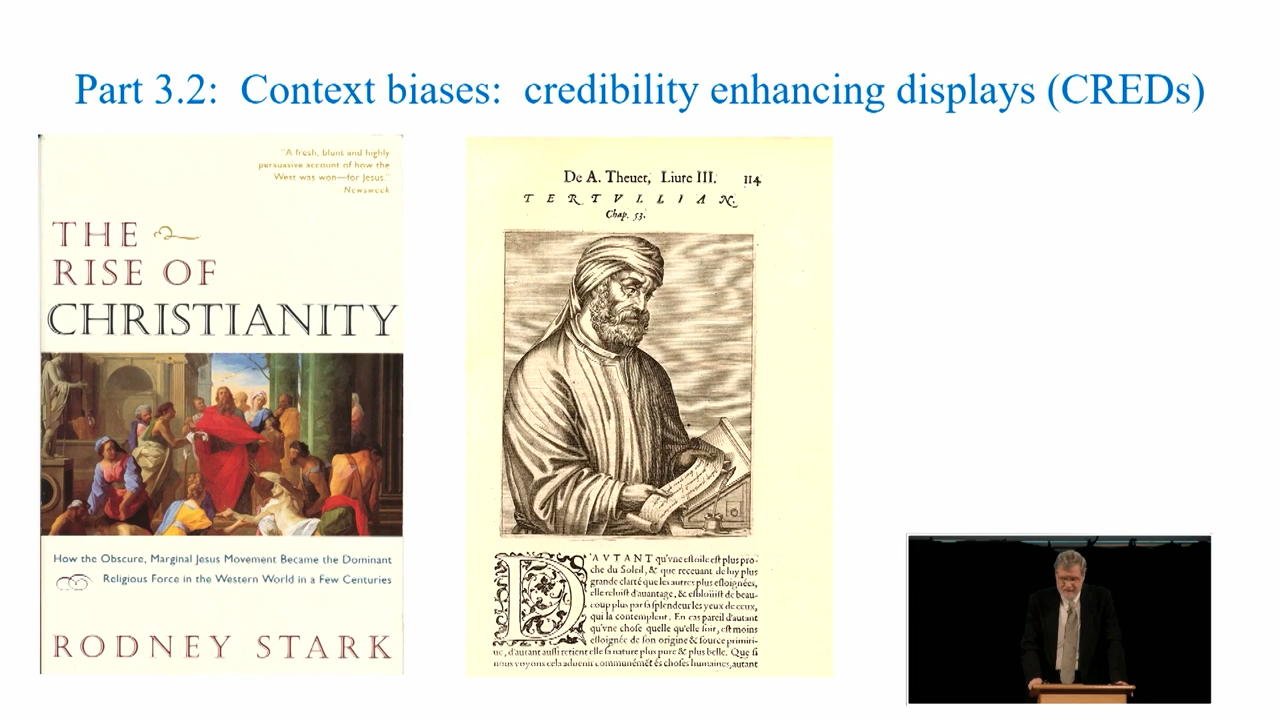 Part 3.2: Context biases: credibility enhancing displays (CREDs)
"A fresh, blunt and highly
persuasive account of how the
West was won—for Jesus."
Newsweek
THE
RISE OF
CHRISTIANITY
How the Obscure, Marginal Jesus Movement Became the Dominant
Religious Force in the Western World in a Few Centuries
RODNEY STARK
De A. Theuet, Liure III. 114
TERTVLLIAN.
Chap. 53.
DAVTANT qu'vne estoile est plus pro-
che du Soleil, & que receuant de luy plus
grande clarté que les autres plus esloignées,
elle reluist d'auantage, & esblouist de beau-
coup plus par sa splendeur les yeux de ceux,
qui la contemplent. En cas pareil d'autant
qu'vne chose quelle qu'elle soit, est moins
esloignée de son origine & source primiti-
ue, d'autant aussi retient elle sa nature plus pure & plus belle. Que si
nous voyons cela aduenir communémẽt és choses humaines, autant